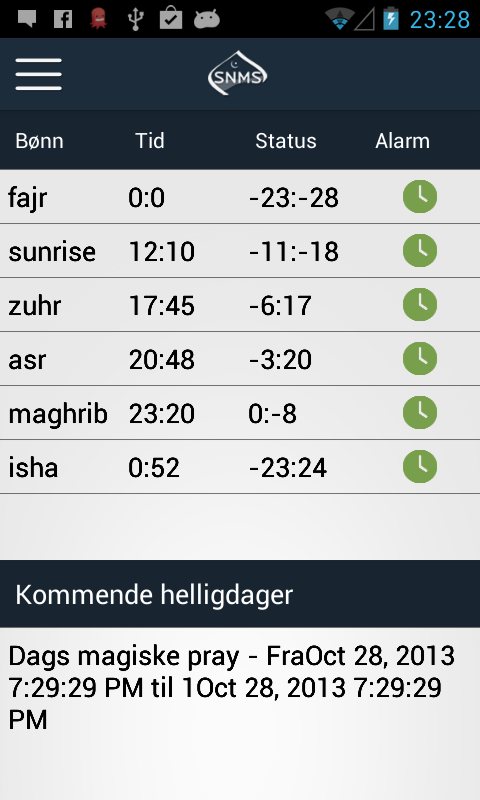 23:28
SNMS
Bønn Tid Status Alarm
fajr 0:0 -23:-28
sunrise 12:10 -11:-18
zuhr 17:45 -6:17
asr 20:48 -3:20
maghrib 23:20 0:-8
isha 0:52 -23:24
Kommende helligdager
Dags magiske pray - FraOct 28, 2013
7:29:29 PM til 1Oct 28, 2013 7:29:29
PM